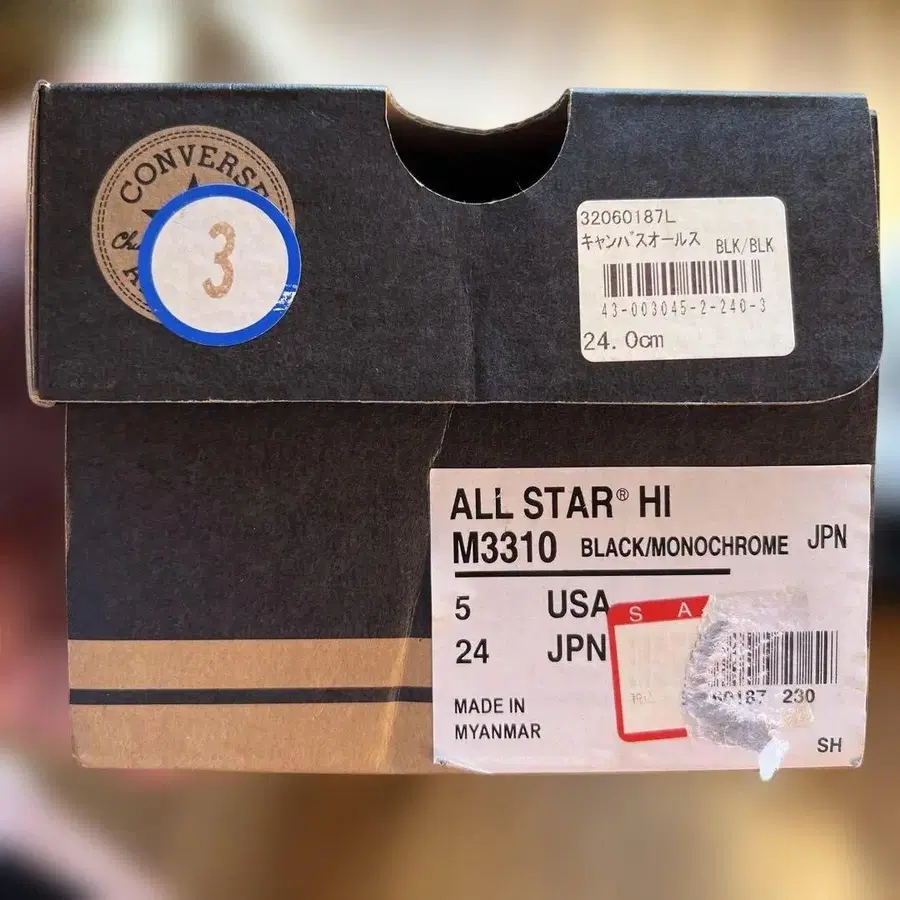 CONVERSE
3
32060187L
キャンバスオールス BLK/BLK
43-003045-2-240-3
24.0cm
ALL STAR® HI
M3310 BLACK/MONOCHROME JPN
5 USA
24 JPN
S A
60187 230
MADE IN
MYANMAR
SH